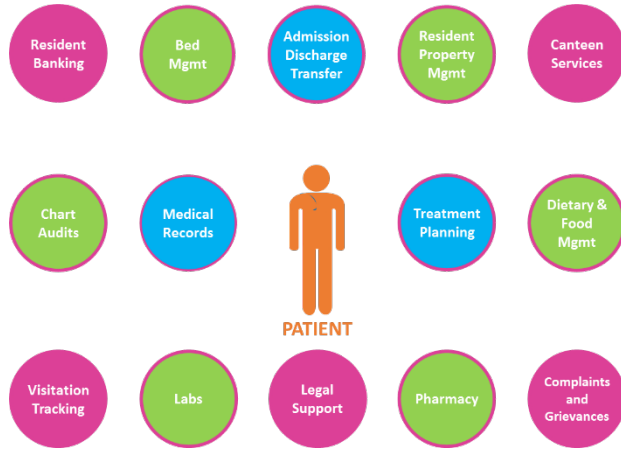 Resident
Banking
Bed
Mgmt
Admission
Discharge
Transfer
Resident
Property
Mgmt
Canteen
Services
Chart
Audits
Medical
Records
Treatment
Planning
Dietary &
Food
Mgmt
PATIENT
Visitation
Tracking
Labs
Legal
Support
Pharmacy
Complaints
and
Grievances